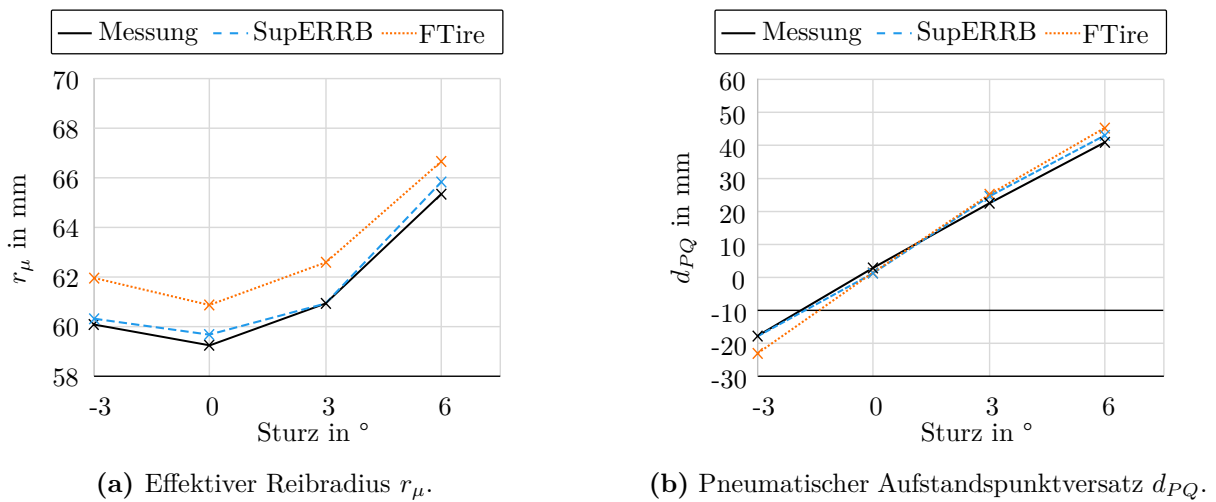 Messung SupERRB FTire
70
68
66
64
62
60
58
r_μ in mm
-3 0 3 6
Sturz in °
(a) Effektiver Reibradius r_μ.
Messung SupERRB FTire
60
50
40
30
20
10
0
-10
-20
-30
d_PQ in mm
-3 0 3 6
Sturz in °
(b) Pneumatischer Aufstandspunktversatz d_PQ.